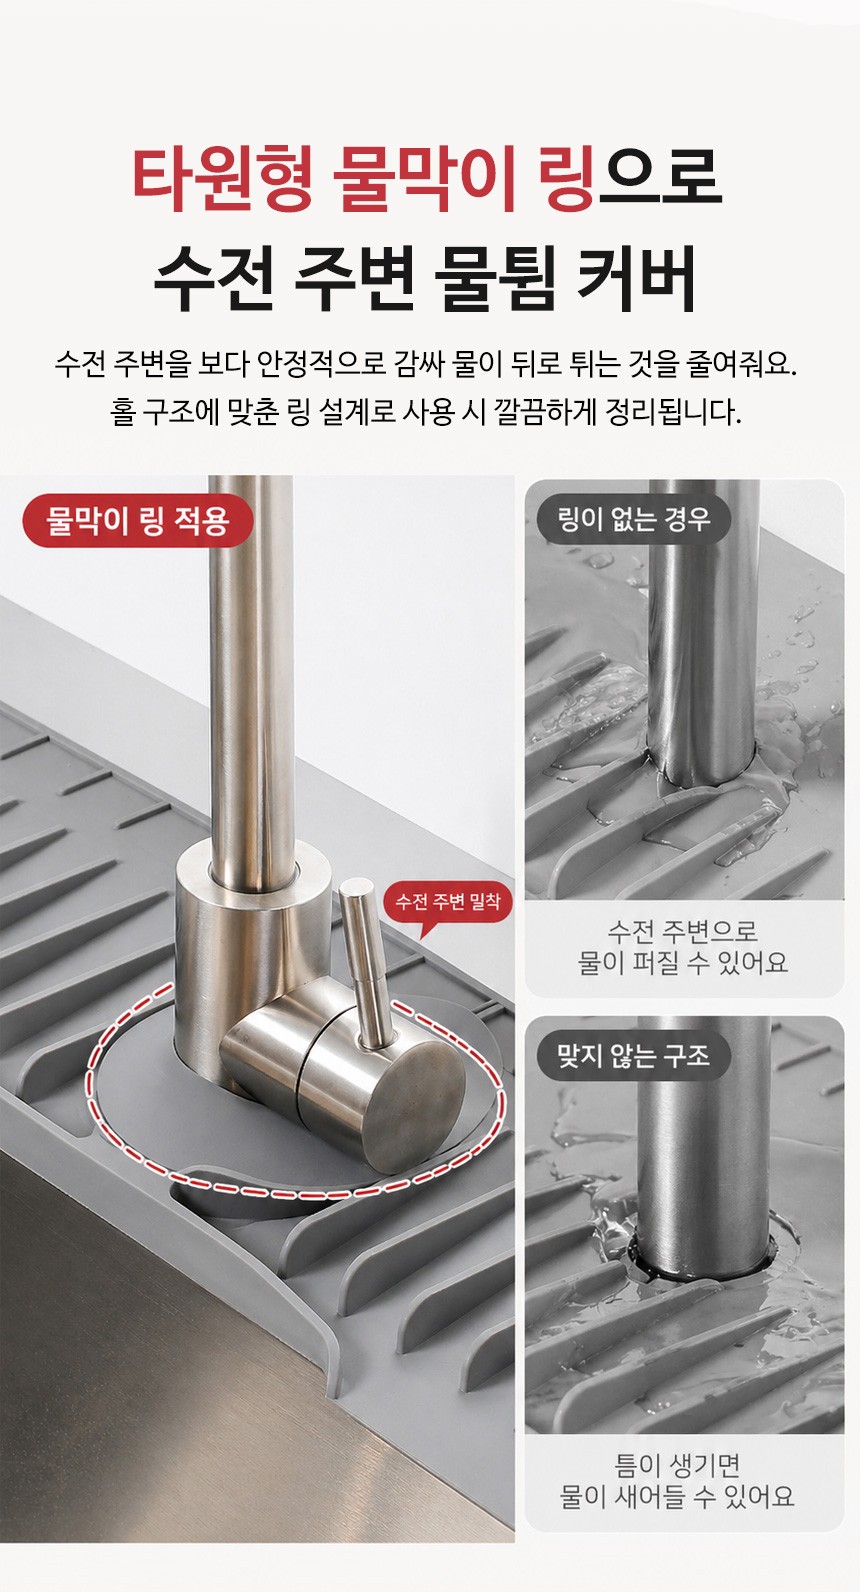 타원형 물막이 링으로
수전 주변 물튐 커버
수전 주변을 보다 안정적으로 감싸 물이 뒤로 튀는 것을 줄여줘요.
홀 구조에 맞춘 링 설계로 사용 시 깔끔하게 정리됩니다.
물막이 링 적용
수전 주변 밀착
링이 없는 경우
수전 주변으로
물이 퍼질 수 있어요
맞지 않는 구조
틈이 생기면
물이 새어들 수 있어요